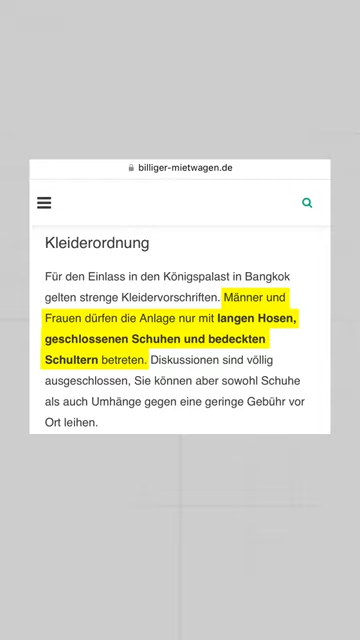 billiger-mietwagen.de
Kleiderordnung
Für den Einlass in den Königspalast in Bangkok
gelten strenge Kleidervorschriften. Männer und
Frauen dürfen die Anlage nur mit langen Hosen,
geschlossenen Schuhen und bedeckten
Schultern betreten. Diskussionen sind völlig
ausgeschlossen, Sie können aber sowohl Schuhe
als auch Umhänge gegen eine geringe Gebühr vor
Ort leihen.